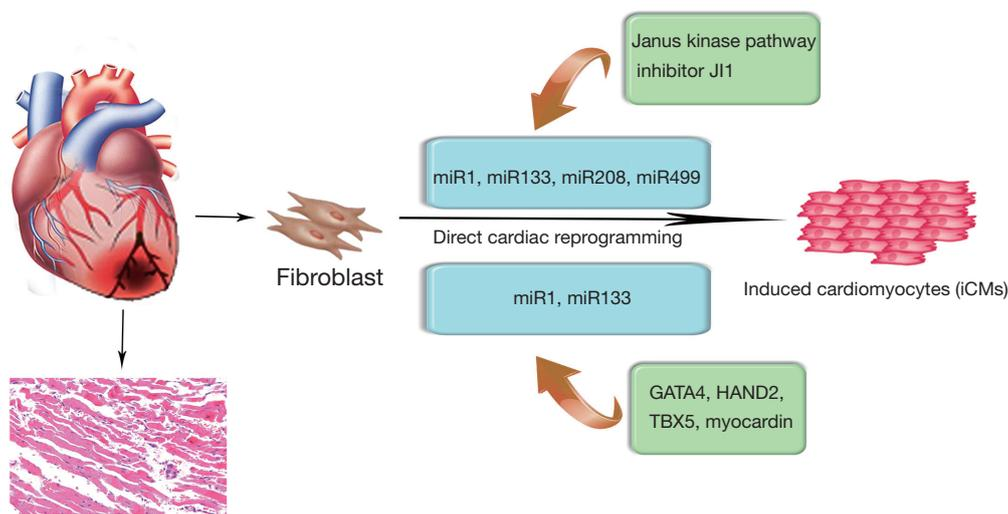 Janus kinase pathway
inhibitor JI1
miR1, miR133, miR208, miR499
Direct cardiac reprogramming
Fibroblast
miR1, miR133
Induced cardiomyocytes (iCMs)
GATA4, HAND2,
TBX5, myocardin